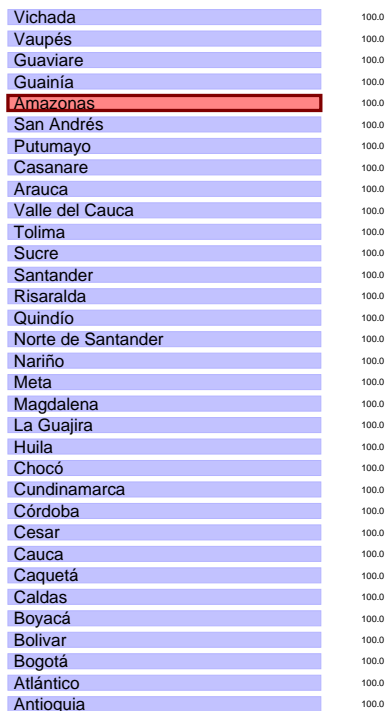 Vichada 100.0
Vaupés 100.0
Guaviare 100.0
Guainía 100.0
Amazonas 100.0
San Andrés 100.0
Putumayo 100.0
Casanare 100.0
Arauca 100.0
Valle del Cauca 100.0
Tolima 100.0
Sucre 100.0
Santander 100.0
Risaralda 100.0
Quindío 100.0
Norte de Santander 100.0
Nariño 100.0
Meta 100.0
Magdalena 100.0
La Guajira 100.0
Huila 100.0
Chocó 100.0
Cundinamarca 100.0
Córdoba 100.0
Cesar 100.0
Cauca 100.0
Caquetá 100.0
Caldas 100.0
Boyacá 100.0
Bolivar 100.0
Bogotá 100.0
Atlántico 100.0
Antioquia 100.0